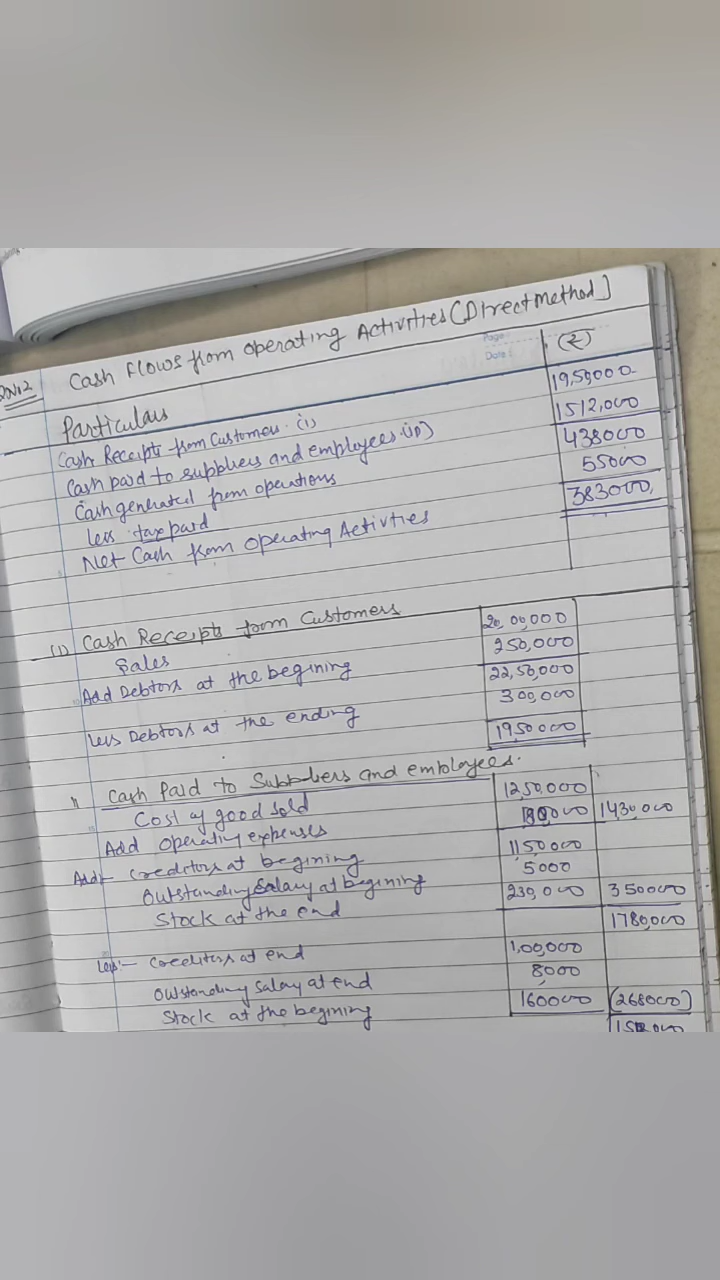 Cash Flows from operating Activities (Direct method]
Page :
Date :
Particulars (₹)
Cash Receipts from Customers (i) 19,50000
Cash paid to suppliers and employees (ii) 1512,000
Cash generated from operations 438000
Less tax paid 55000
Net Cash from operating Activities 383000
(1) Cash Receipts from Customers
Sales 20,00,000
Add Debtors at the begining 250,000
22,50,000
Less Debtors at the ending 300,000
1950000
Cash Paid to Suppliers and employees.
Cost of good sold 1250,000
Add operating expenses 1430,000
Add:- Creditors at begining
Outstanding Salary at begining 5000
Stock at the end 230,000 350000
1780,000
Less:- Creditors at end 1,00,000
Outstanding Salary at end 8000
Stock at the begining 160000 (268000)